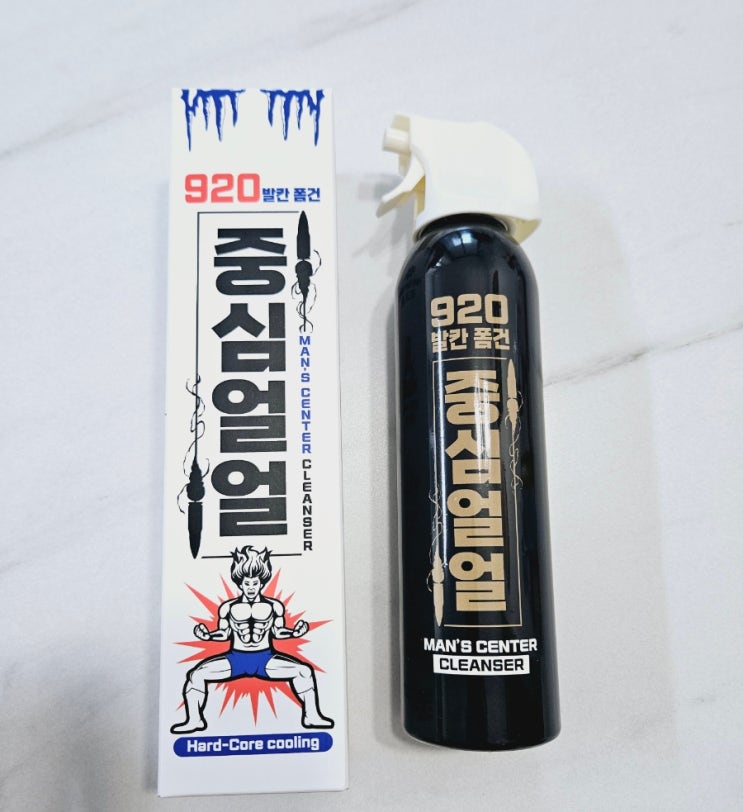 920 발칸 폼건
중심얼얼
MAN'S CENTER CLEANSER
Hard-Core cooling
920
발칸 폼건
중심얼얼
MAN'S CENTER
CLEANSER